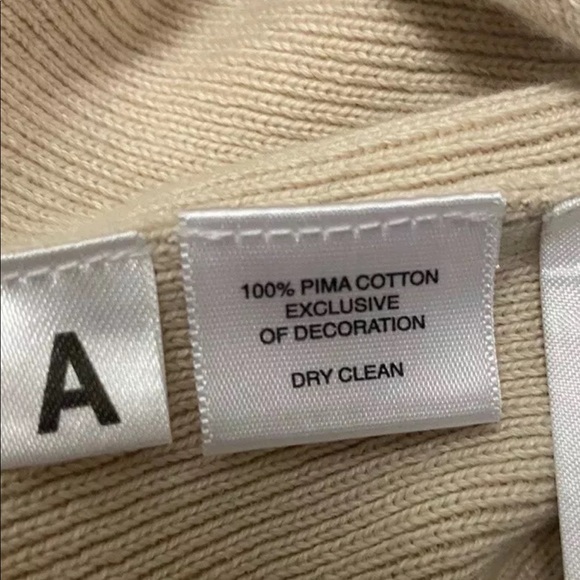 A
100% PIMA COTTON
EXCLUSIVE
OF DECORATION
DRY CLEAN